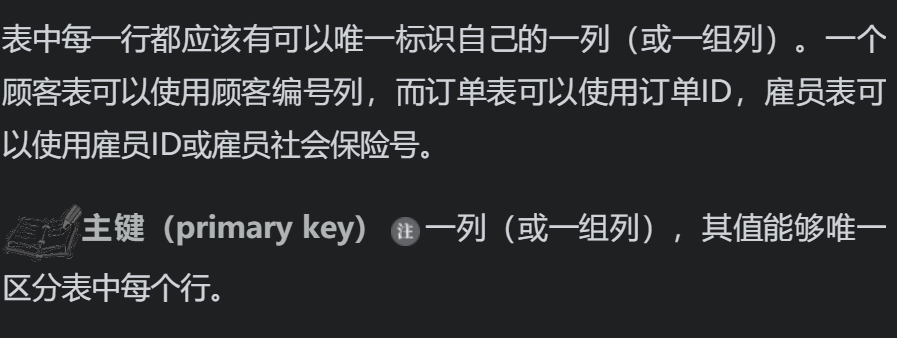 表中每一行都应该有可以唯一标识自己的一列（或一组列）。一个
顾客表可以使用顾客编号列，而订单表可以使用订单ID，雇员表可
以使用雇员ID或雇员社会保险号。
主键（primary key） 注 一列（或一组列），其值能够唯一
区分表中每个行。